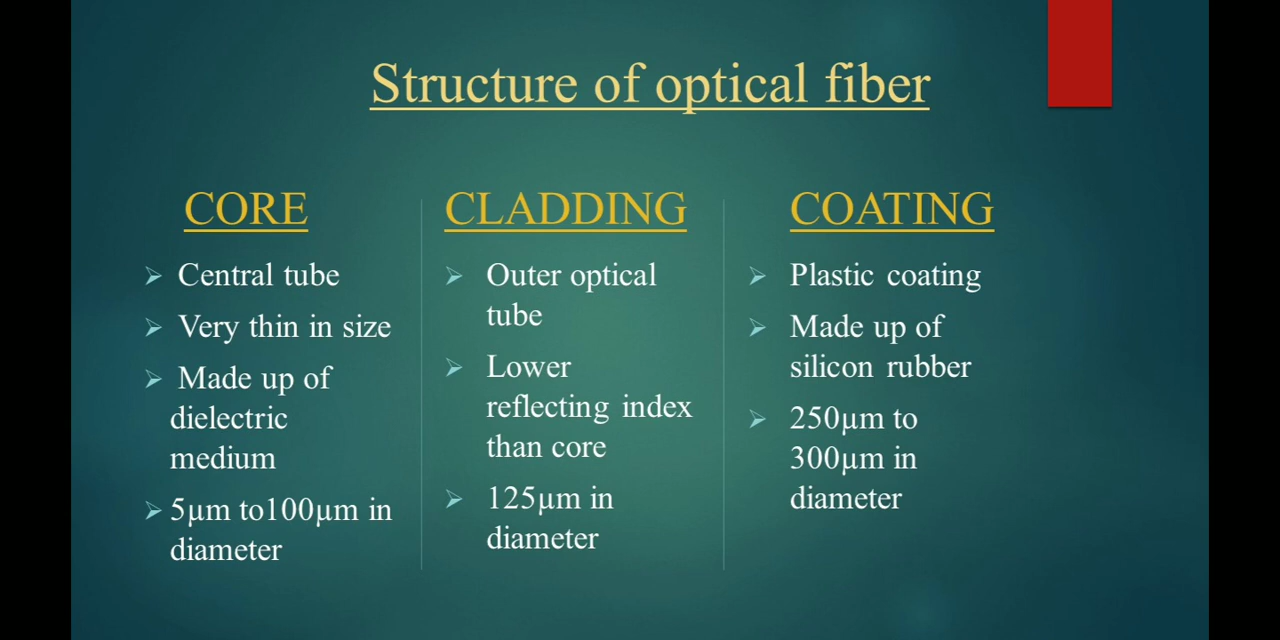 Structure of optical fiber
CORE
➢ Central tube
➢ Very thin in size
➢ Made up of
dielectric
medium
➢ 5µm to100µm in
diameter
CLADDING
➢ Outer optical
tube
➢ Lower
reflecting index
than core
➢ 125µm in
diameter
COATING
➢ Plastic coating
➢ Made up of
silicon rubber
➢ 250µm to
300µm in
diameter